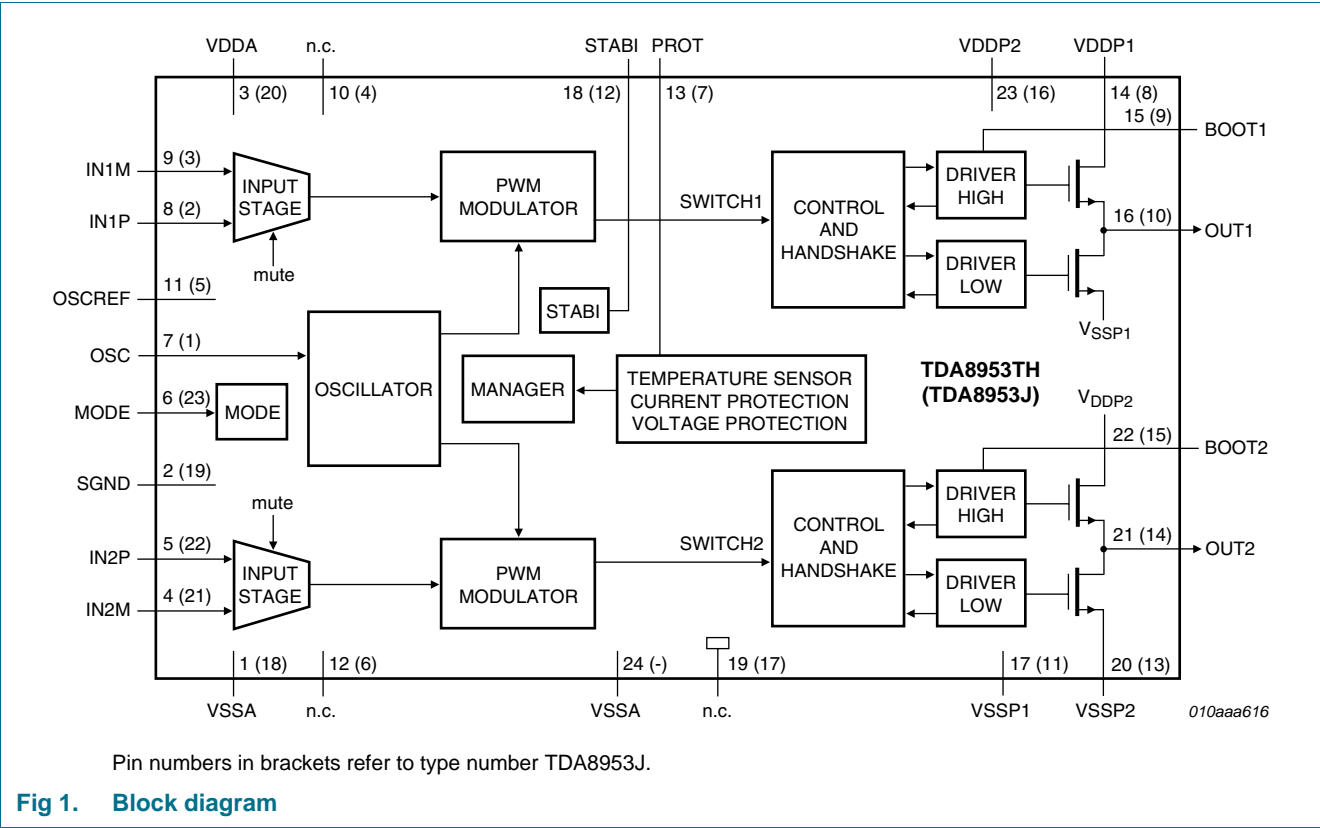 VDDA
n.c.
STABI PROT
VDDP2
VDDP1
3 (20)
10 (4)
18 (12)
13 (7)
23 (16)
14 (8)
15 (9)
BOOT1
IN1M
9 (3)
IN1P
8 (2)
INPUT
STAGE
mute
PWM
MODULATOR
SWITCH1
CONTROL
AND
HANDSHAKE
DRIVER
HIGH
DRIVER
LOW
16 (10)
OUT1
VSSP1
OSCREF
11 (5)
OSC
7 (1)
MODE
6 (23)
MODE
SGND
2 (19)
OSCILLATOR
STABI
MANAGER
TEMPERATURE SENSOR
CURRENT PROTECTION
VOLTAGE PROTECTION
TDA8953TH
(TDA8953J)
VDDP2
22 (15)
BOOT2
mute
IN2P
5 (22)
IN2M
4 (21)
INPUT
STAGE
PWM
MODULATOR
SWITCH2
CONTROL
AND
HANDSHAKE
DRIVER
HIGH
DRIVER
LOW
21 (14)
OUT2
1 (18)
12 (6)
24 (-)
19 (17)
17 (11)
20 (13)
VSSA
n.c.
VSSA
n.c.
VSSP1
VSSP2
010aaa616
Pin numbers in brackets refer to type number TDA8953J.
Fig 1. Block diagram